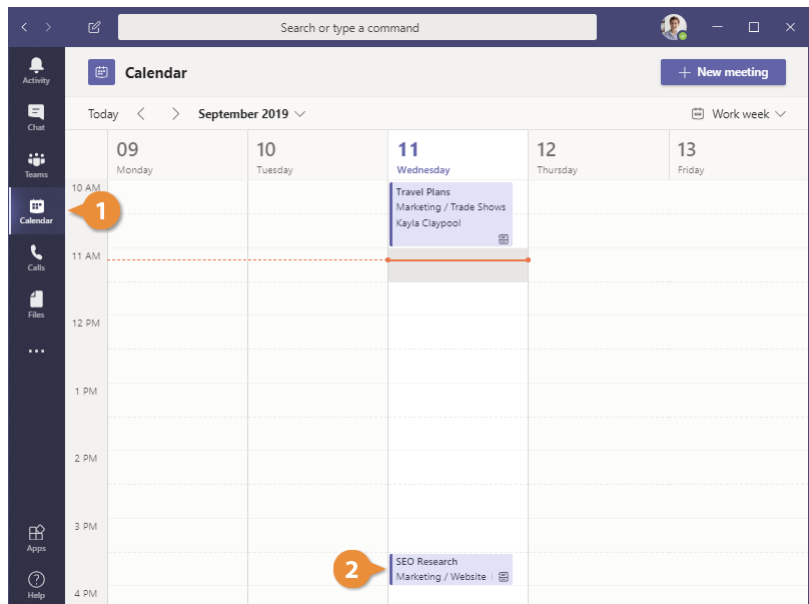 Search or type a command
Activity
Chat
Teams
Calendar
Calls
Files
Apps
Help
Calendar
+ New meeting
Today
September 2019
Work week
09
Monday
10
Tuesday
11
Wednesday
12
Thursday
13
Friday
10 AM
11 AM
12 PM
1 PM
2 PM
3 PM
4 PM
Travel Plans
Marketing / Trade Shows
Kayla Claypool
1
SEO Research
Marketing / Website
2